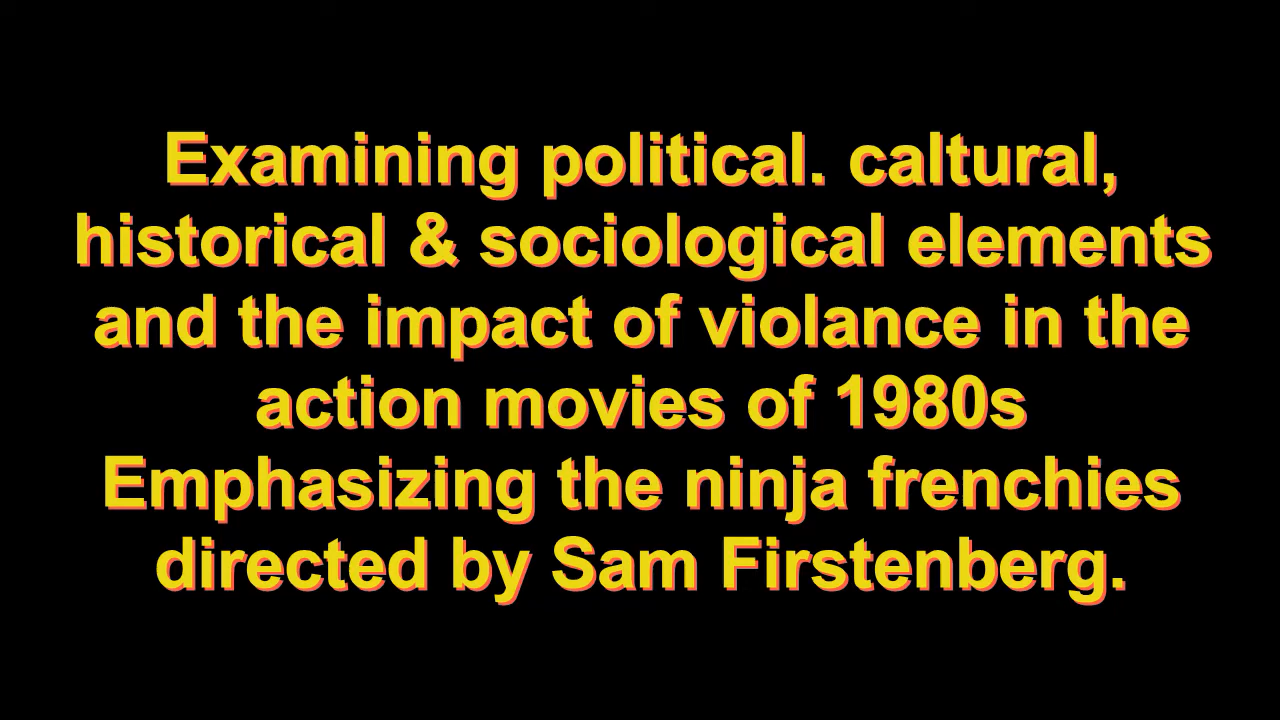 Examining political. caltural,
historical & sociological elements
and the impact of violance in the
action movies of 1980s
Emphasizing the ninja frenchies
directed by Sam Firstenberg.